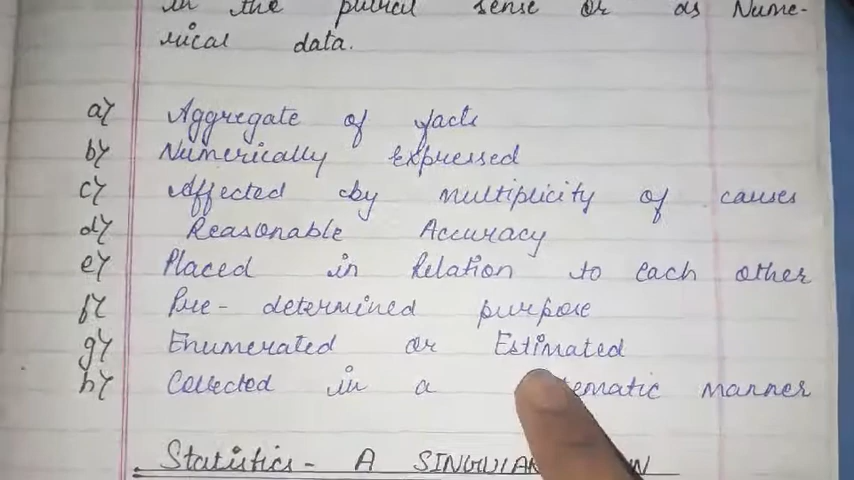 in the plural sense or as Nume-
rical data.
a) Aggregate of facts
b) Numerically Expressed
c) Affected by multiplicity of causes
d) Reasonable Accuracy
e) Placed in Relation to each other
f) Pre-determined purpose
g) Enumerated or Estimated
h) Collected in a tematic manner
Statistics - A SINGULAR